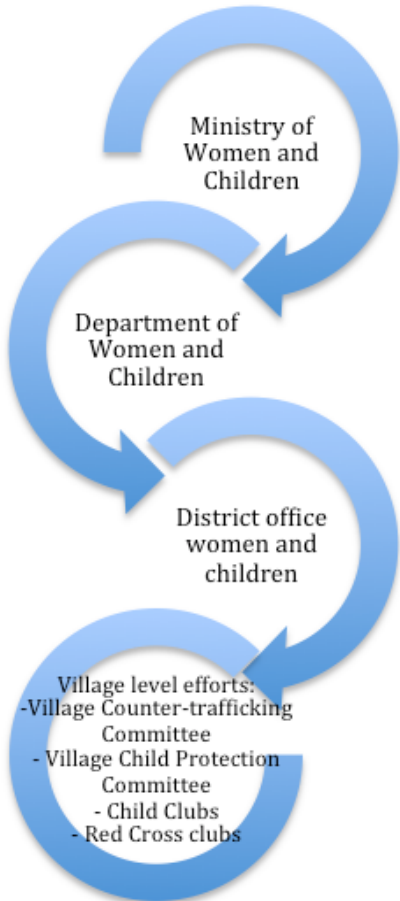 Ministry of
Women and
Children
Department of
Women and
Children
District office
women and
children
Village level efforts:
-Village Counter-trafficking
Committee
- Village Child Protection
Committee
- Child Clubs
- Red Cross clubs